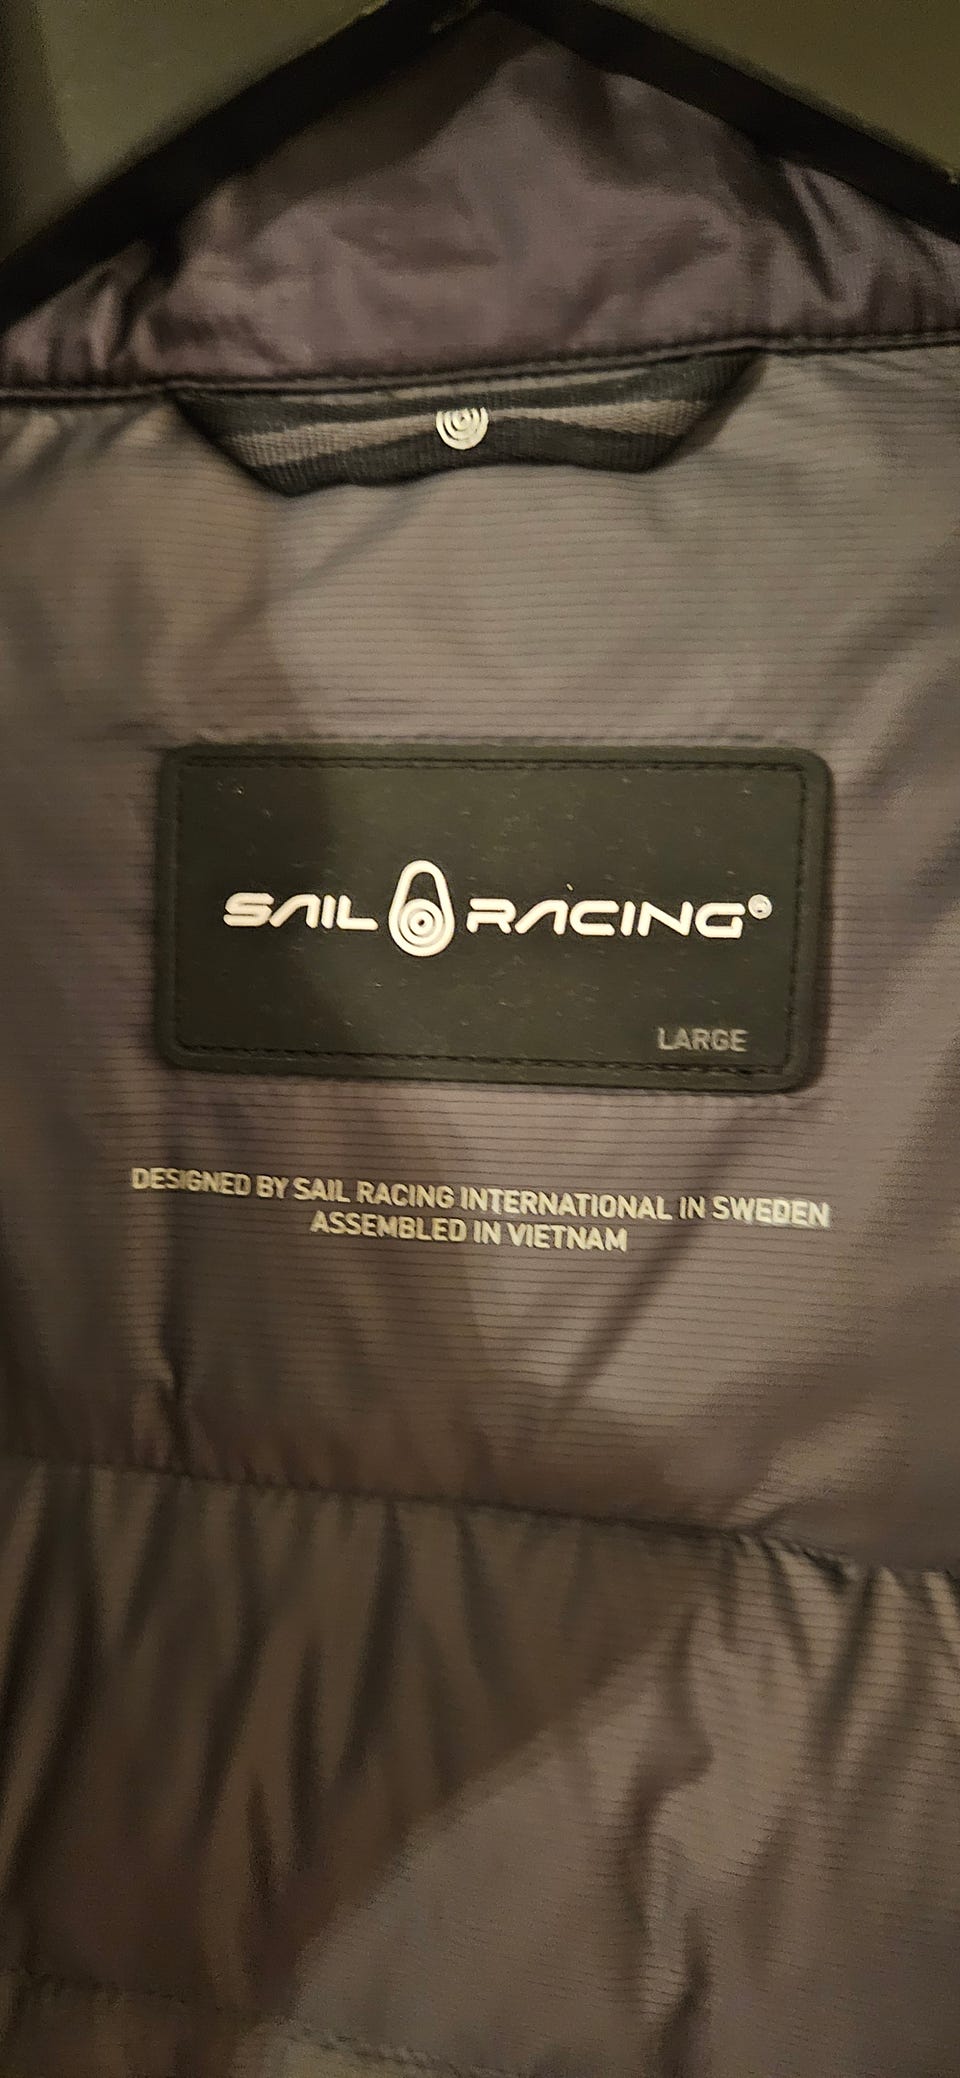 SAIL RACING®
LARGE
DESIGNED BY SAIL RACING INTERNATIONAL IN SWEDEN
ASSEMBLED IN VIETNAM